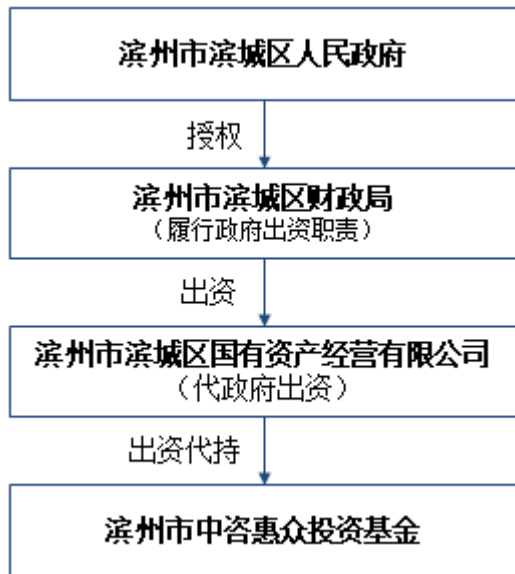 滨州市滨城区人民政府
授权
滨州市滨城区财政局
（履行政府出资职责）
出资
滨州市滨城区国有资产经营有限公司
（代政府出资）
出资代持
滨州市中咨惠众投资基金